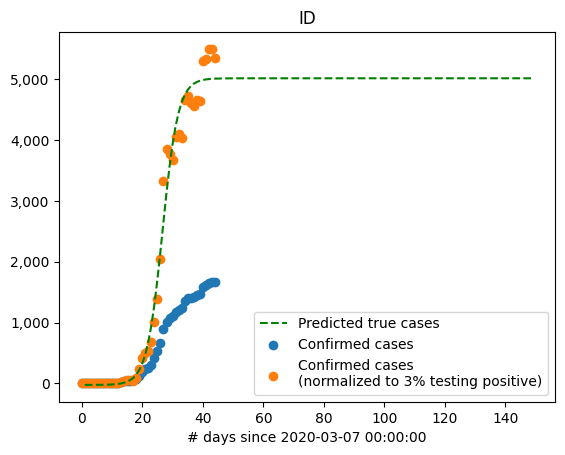 ID
5,000
4,000
3,000
2,000
1,000
0
0 20 40 60 80 100 120 140
# days since 2020-03-07 00:00:00
Predicted true cases
Confirmed cases
Confirmed cases
(normalized to 3% testing positive)